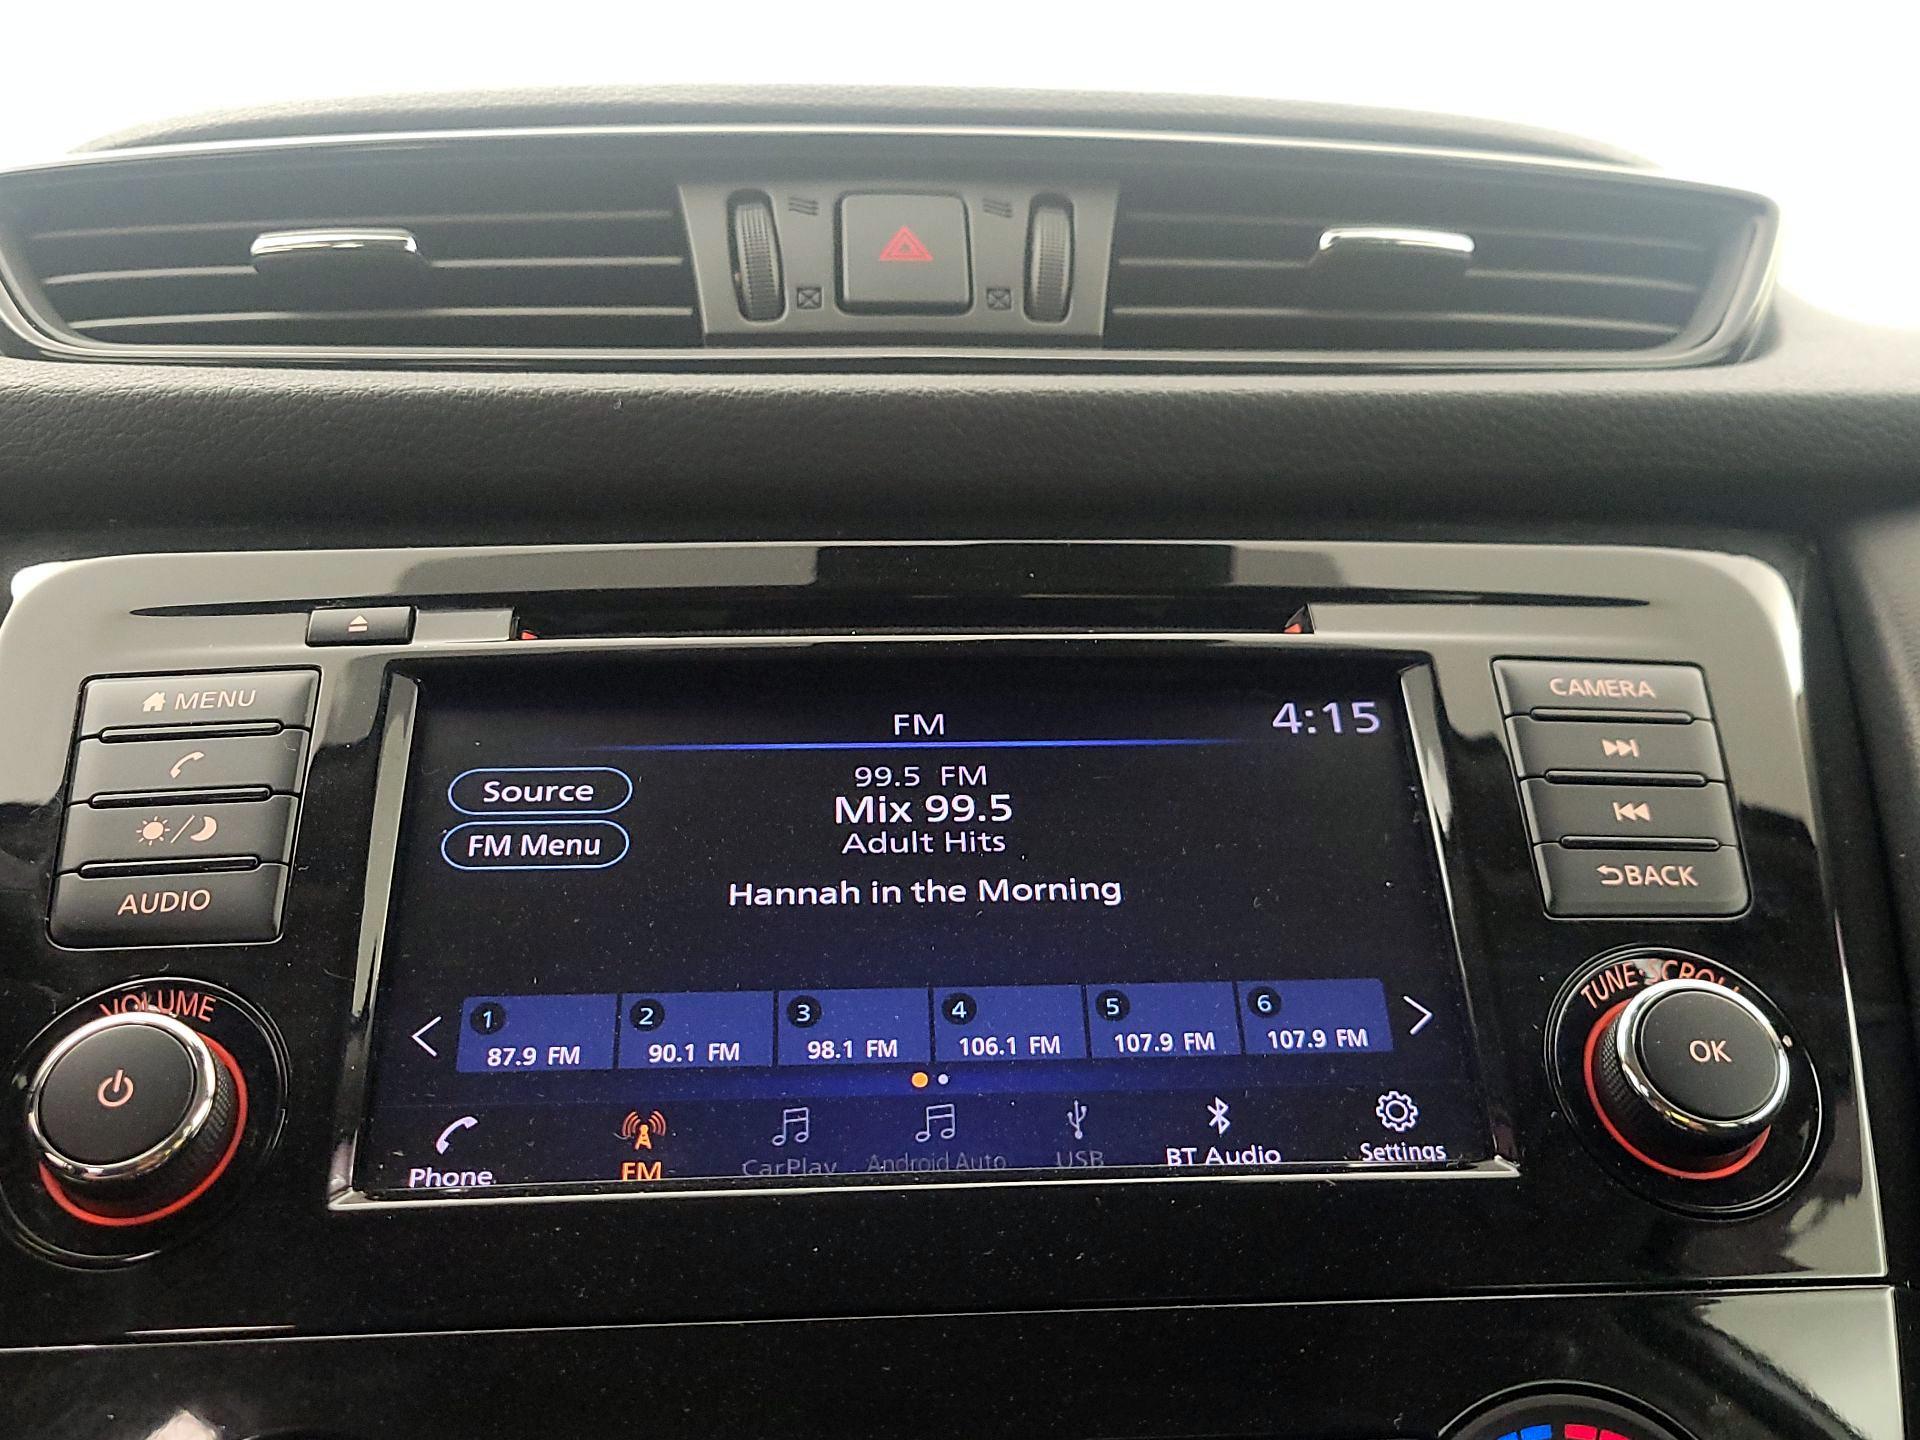 MENU
AUDIO
VOLUME
FM
4:15
Source
FM Menu
99.5 FM
Mix 99.5
Adult Hits
Hannah in the Morning
1
87.9 FM
2
90.1 FM
3
98.1 FM
4
106.1 FM
5
107.9 FM
6
107.9 FM
Phone
FM
CarPlay
Android Auto
USB
BT Audio
Settings
CAMERA
BACK
TUNE·SCROLL
OK